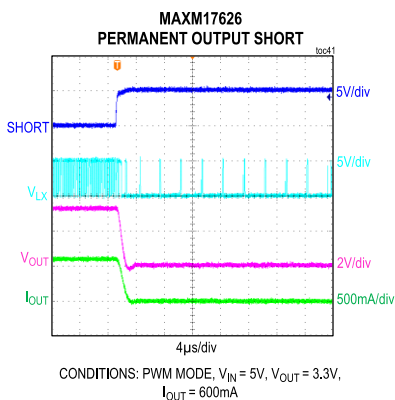 MAXM17626
PERMANENT OUTPUT SHORT
toc41
T
SHORT
5V/div
5V/div
VLX
VOUT
2V/div
IOUT
500mA/div
4µs/div
CONDITIONS: PWM MODE, VIN = 5V, VOUT = 3.3V,
IOUT = 600mA